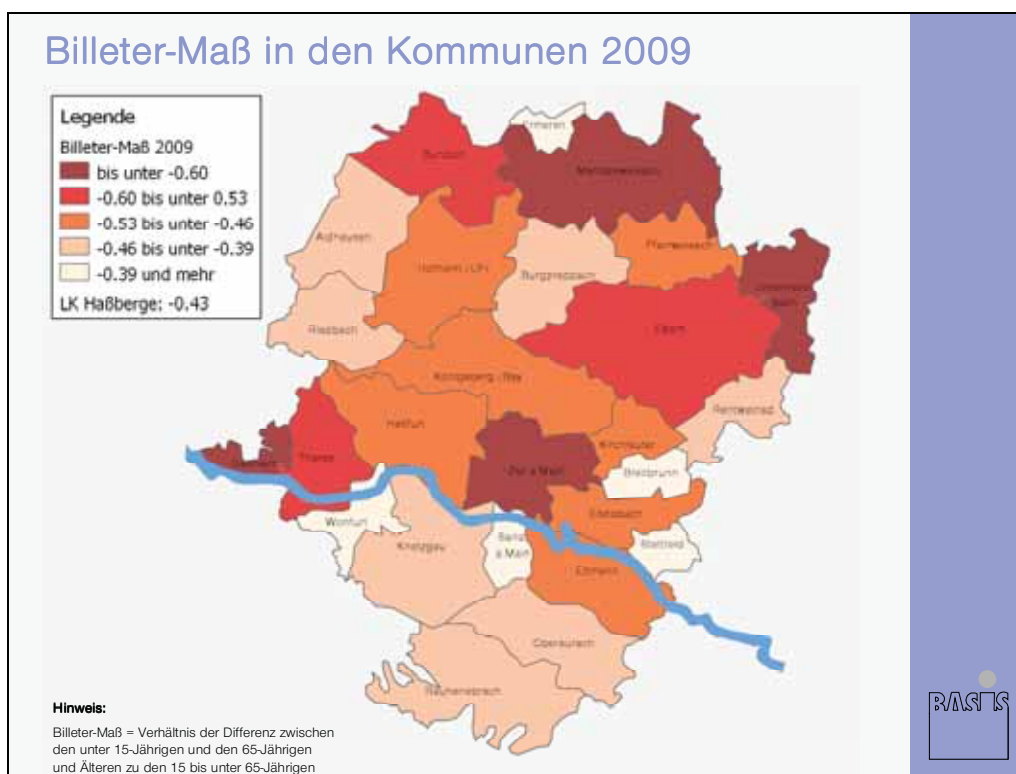 Billeter-Maß in den Kommunen 2009
Legende
Billeter-Maß 2009
bis unter -0.60
-0.60 bis unter 0.53
-0.53 bis unter -0.46
-0.46 bis unter -0.39
-0.39 und mehr
LK Haßberge: -0.43
Ermershausen
Aidhausen
Burgpreppach
Riedbach
Ebern
Rentweinsd
Haßfurt
Kirchlauter
Breitbrunn
Theres
Zeil a Main
Ebelsbach
Wonfurt
Knetzgau
Sand
a Main
Stettfeld
Eltmann
Oberaurach
Rauhenebrach
Hinweis:
Billeter-Maß = Verhältnis der Differenz zwischen
den unter 15-Jährigen und den 65-Jährigen
und Älteren zu den 15 bis unter 65-Jährigen
BASIS